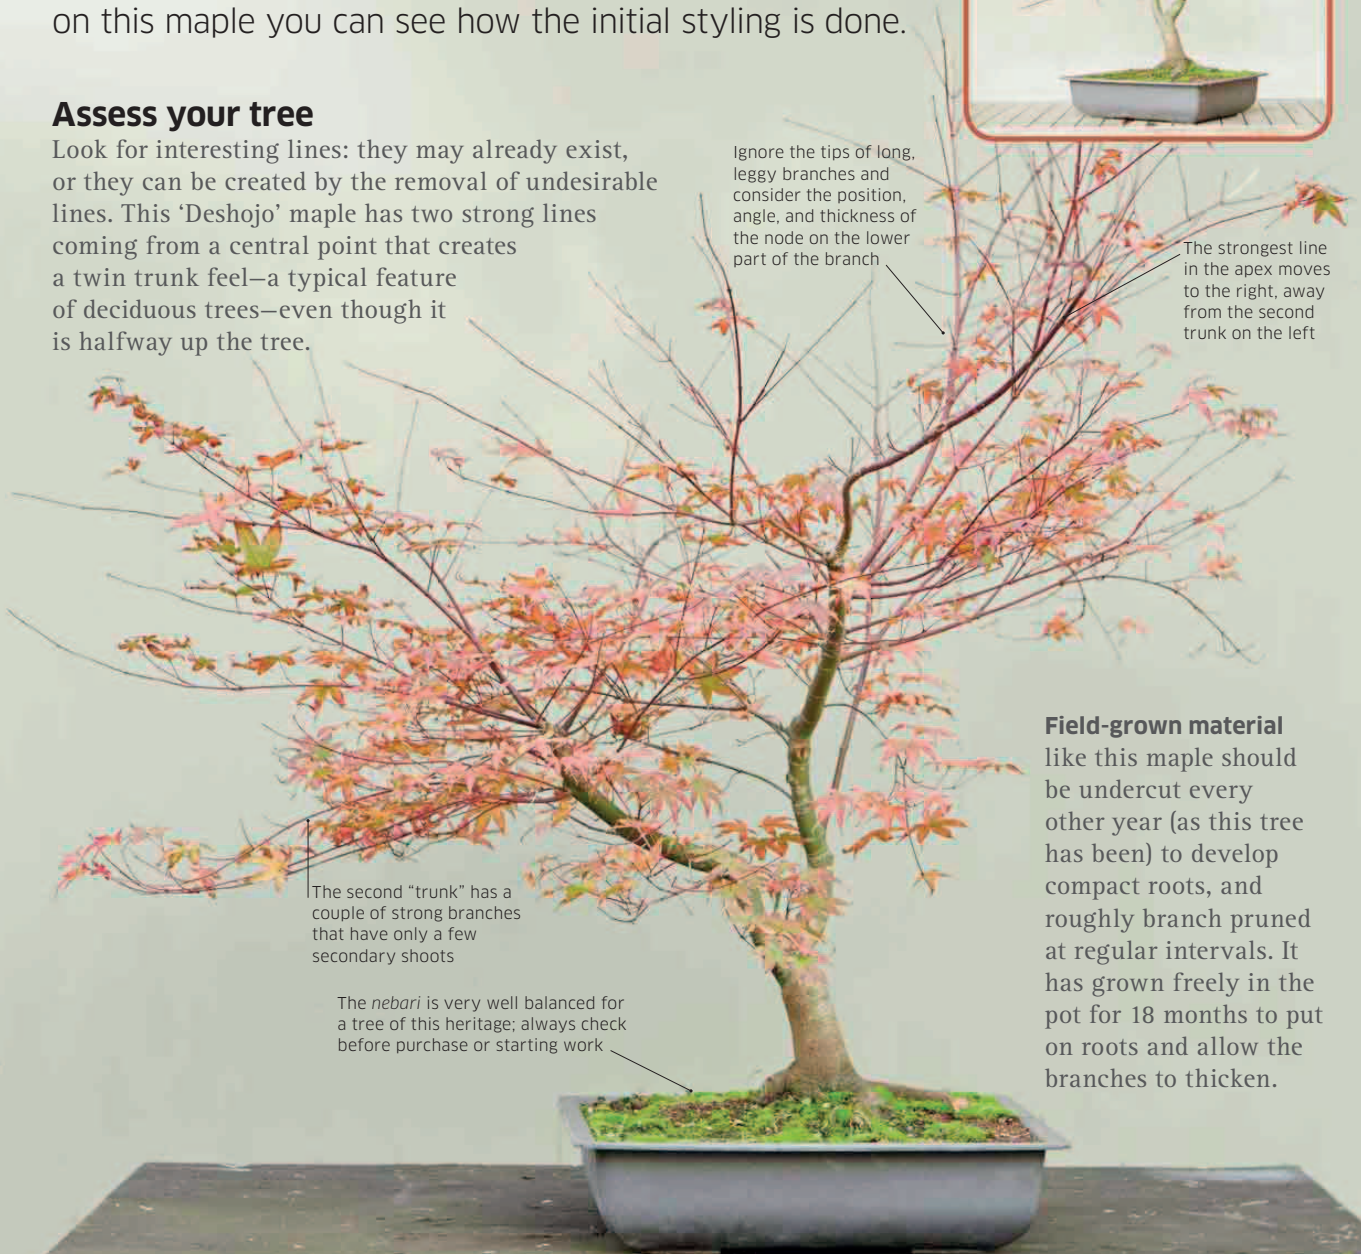 on this maple you can see how the initial styling is done.
Assess your tree
Look for interesting lines: they may already exist,
or they can be created by the removal of undesirable
lines. This ‘Deshojo’ maple has two strong lines
coming from a central point that creates
a twin trunk feel—a typical feature
of deciduous trees—even though it
is halfway up the tree.
Ignore the tips of long,
leggy branches and
consider the position,
angle, and thickness of
the node on the lower
part of the branch
The strongest line
in the apex moves
to the right, away
from the second
trunk on the left
The second “trunk” has a
couple of strong branches
that have only a few
secondary shoots
The nebari is very well balanced for
a tree of this heritage; always check
before purchase or starting work
Field-grown material
like this maple should
be undercut every
other year (as this tree
has been) to develop
compact roots, and
roughly branch pruned
at regular intervals. It
has grown freely in the
pot for 18 months to put
on roots and allow the
branches to thicken.